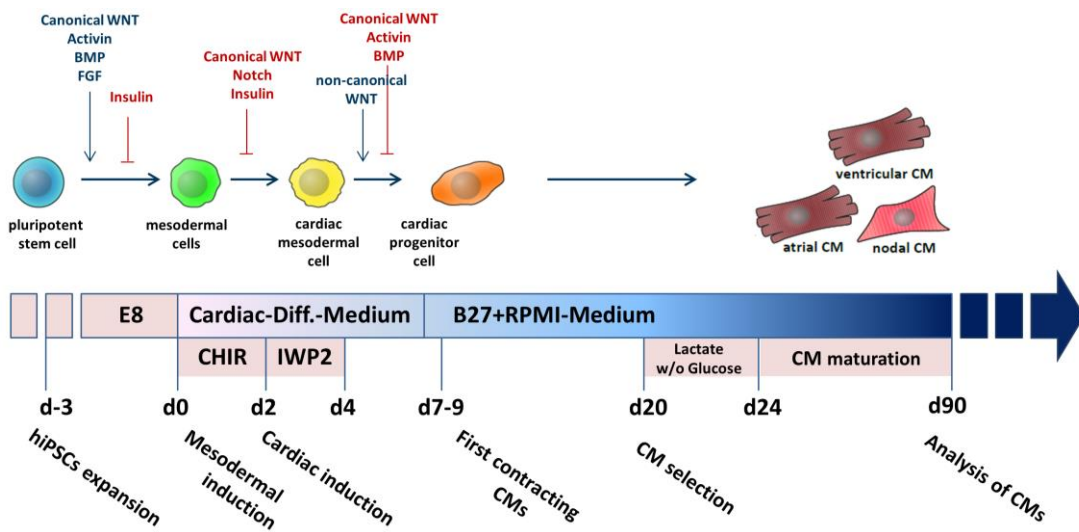 Canonical WNT
Activin
BMP
FGF
Insulin
Canonical WNT
Notch
Insulin
Canonical WNT
Activin
BMP
non-canonical
WNT
pluripotent
stem cell
mesodermal
cells
cardiac
mesodermal
cell
cardiac
progenitor
cell
ventricular CM
atrial CM
nodal CM
E8
Cardiac-Diff.-Medium
B27+RPMI-Medium
CHIR
IWP2
Lactate
w/o Glucose
CM maturation
d-3
d0
d2
d4
d7-9
d20
d24
d90
hiPSCs expansion
Mesodermal
induction
Cardiac induction
First contracting
CMs
CM selection
Analysis of CMs